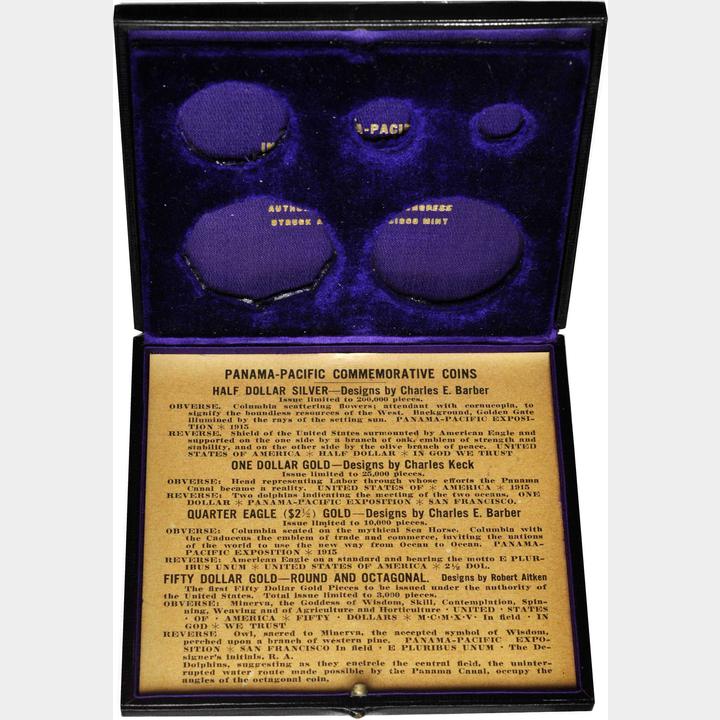 IN
A-PACIF
AUTHO NGRESS
STRUCK A CISCO MINT
PANAMA-PACIFIC COMMEMORATIVE COINS
HALF DOLLAR SILVER—Designs by Charles E. Barber
Issue limited to 200,000 pieces.
OBVERSE. Columbia scattering flowers; attendant with cornucopia, to
signify the boundless resources of the West. Background, Golden Gate
illumined by the rays of the setting sun. PANAMA-PACIFIC EXPOSI-
TION * 1915
REVERSE. Shield of the United States surmounted by American Eagle and
supported on the one side by a branch of oak, emblem of strength and
stability, and on the other side by the olive branch of peace. UNITED
STATES OF AMERICA * HALF DOLLAR * IN GOD WE TRUST
ONE DOLLAR GOLD—Designs by Charles Keck
Issue limited to 25,000 pieces.
OBVERSE: Head representing Labor through whose efforts the Panama
Canal became a reality. UNITED STATES OF * AMERICA * 1915
REVERSE: Two dolphins indicating the meeting of the two oceans. ONE
DOLLAR * PANAMA-PACIFIC EXPOSITION * SAN FRANCISCO.
QUARTER EAGLE ($2½) GOLD—Designs by Charles E. Barber
Issue limited to 10,000 pieces.
OBVERSE: Columbia seated on the mythical Sea Horse. Columbia with
the Caduceus the emblem of trade and commerce, inviting the nations
of the world to use the new way from Ocean to Ocean. PANAMA-
PACIFIC EXPOSITION * 1915
REVERSE: American Eagle on a standard and bearing the motto E PLUR-
IBUS UNUM * UNITED STATES OF AMERICA * 2½ DOL.
FIFTY DOLLAR GOLD—ROUND AND OCTAGONAL. Designs by Robert Aitken
The first Fifty Dollar Gold Pieces to be issued under the authority of
the United States. Total issue limited to 3,000 pieces.
OBVERSE: Minerva, the Goddess of Wisdom, Skill, Contemplution, Spin-
ning, Weaving and of Agriculture and Horticulture · UNITED · STATES
· OF · AMERICA * FIFTY · DOLLARS * M·C·M·X·V· In field · IN
GOD * WE TRUST
REVERSE Owl, sacred to Minerva, the accepted symbol of Wisdom,
perched upon a branch of western pine. PANAMA-PACIFIC EXPO-
SITION * SAN FRANCISCO In field · E PLURIBUS UNUM · The De-
signer's initials, R. A.
Dolphins, suggesting as they encircle the central field, the uninter-
rupted water route made possible by the Panama Canal, occupy the
angles of the octagonal coin.